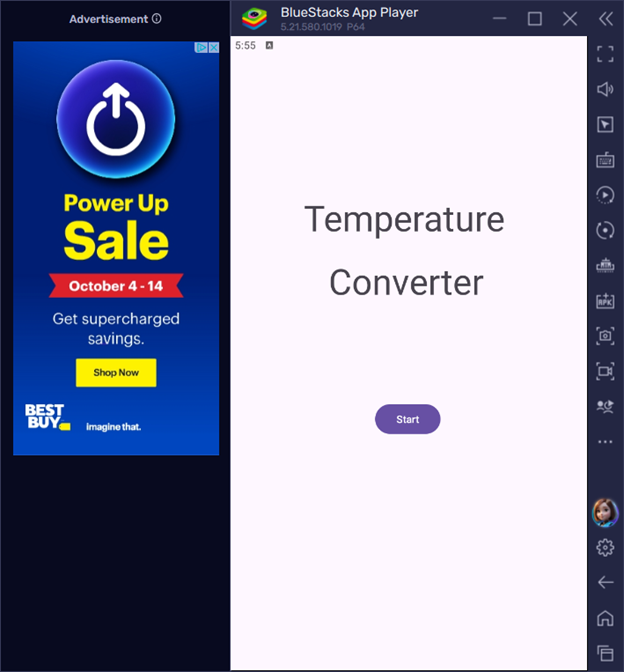 Advertisement
Power Up
Sale
October 4 - 14
Get supercharged
savings.
Shop Now
BEST
BUY
imagine that.
BlueStacks App Player
5.21.580.1019 P64
5:55
A
Temperature
Converter
Start